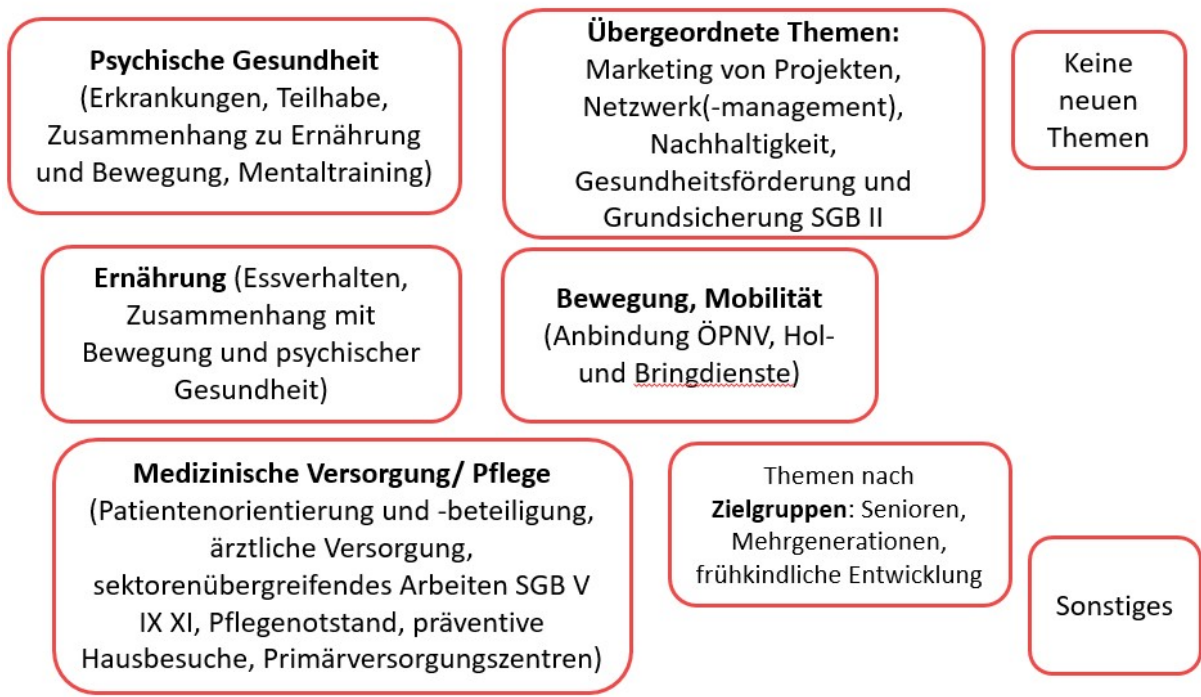 Psychische Gesundheit
(Erkrankungen, Teilhabe,
Zusammenhang zu Ernährung
und Bewegung, Mentaltraining)
Übergeordnete Themen:
Marketing von Projekten,
Netzwerk(-management),
Nachhaltigkeit,
Gesundheitsförderung und
Grundsicherung SGB II
Keine
neuen
Themen
Ernährung (Essverhalten,
Zusammenhang mit
Bewegung und psychischer
Gesundheit)
Bewegung, Mobilität
(Anbindung ÖPNV, Hol-
und Bringdienste)
Medizinische Versorgung/ Pflege
(Patientenorientierung und -beteiligung,
ärztliche Versorgung,
sektorenübergreifendes Arbeiten SGB V
IX XI, Pflegenotstand, präventive
Hausbesuche, Primärversorgungszentren)
Themen nach
Zielgruppen: Senioren,
Mehrgenerationen,
frühkindliche Entwicklung
Sonstiges